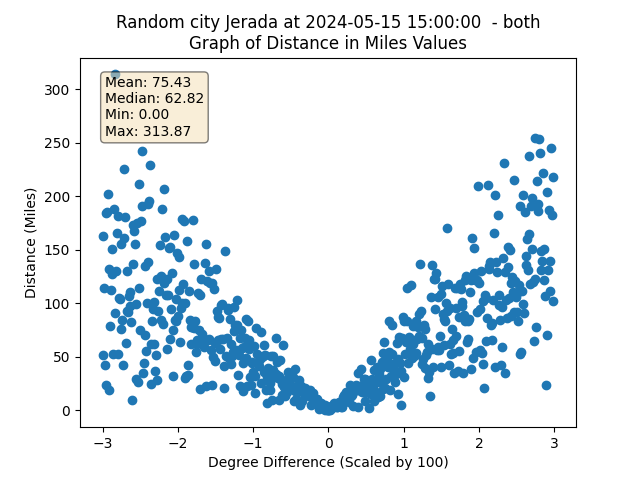 Random city Jerada at 2024-05-15 15:00:00  - both
Graph of Distance in Miles Values
Mean: 75.43
Median: 62.82
Min: 0.00
Max: 313.87
300
250
200
150
100
50
0
Distance (Miles)
−3
−2
−1
0
1
2
3
Degree Difference (Scaled by 100)